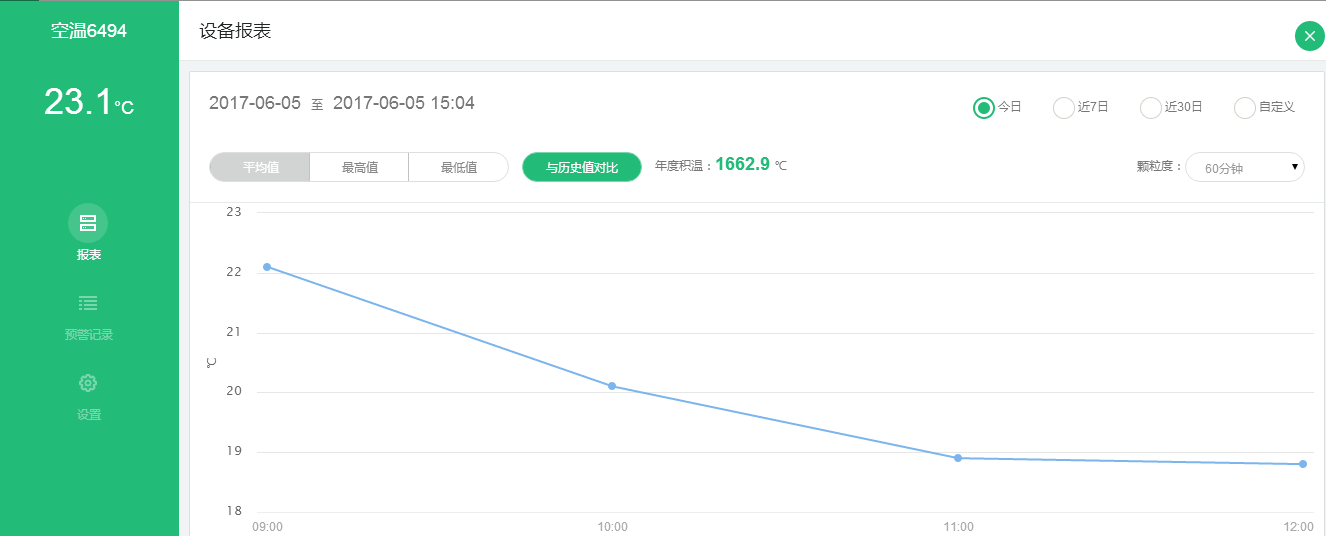 空温6494
23.1°C
报表
预警记录
设置
设备报表
2017-06-05 至 2017-06-05 15:04
今日 近7日 近30日 自定义
平均值 最高值 最低值 与历史值对比 年度积温：1662.9 ℃ 颗粒度： 60分钟
℃
23
22
21
20
19
18
09:00 10:00 11:00 12:00